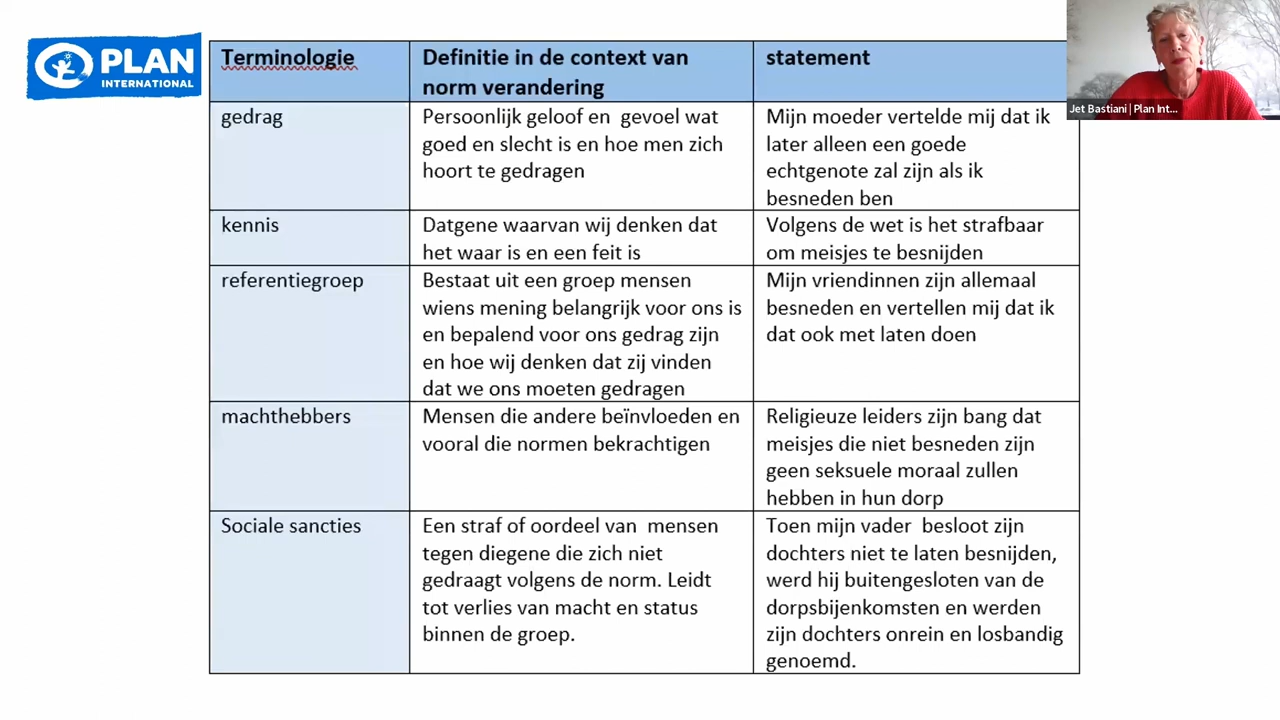 PLAN
INTERNATIONAL
Terminologie
Definitie in de context van
norm verandering
statement
gedrag
Persoonlijk geloof en gevoel wat
goed en slecht is en hoe men zich
hoort te gedragen
Mijn moeder vertelde mij dat ik
later alleen een goede
echtgenote zal zijn als ik
besneden ben
kennis
Datgene waarvan wij denken dat
het waar is en een feit is
Volgens de wet is het strafbaar
om meisjes te besnijden
referentiegroep
Bestaat uit een groep mensen
wiens mening belangrijk voor ons is
en bepalend voor ons gedrag zijn
en hoe wij denken dat zij vinden
dat we ons moeten gedragen
Mijn vriendinnen zijn allemaal
besneden en vertellen mij dat ik
dat ook met laten doen
machthebbers
Mensen die andere beïnvloeden en
vooral die normen bekrachtigen
Religieuze leiders zijn bang dat
meisjes die niet besneden zijn
geen seksuele moraal zullen
hebben in hun dorp
Sociale sancties
Een straf of oordeel van mensen
tegen diegene die zich niet
gedraagt volgens de norm. Leidt
tot verlies van macht en status
binnen de groep.
Toen mijn vader besloot zijn
dochters niet te laten besnijden,
werd hij buitengesloten van de
dorpsbijenkomsten en werden
zijn dochters onrein en losbandig
genoemd.
Jet Bastiani | Plan Int...